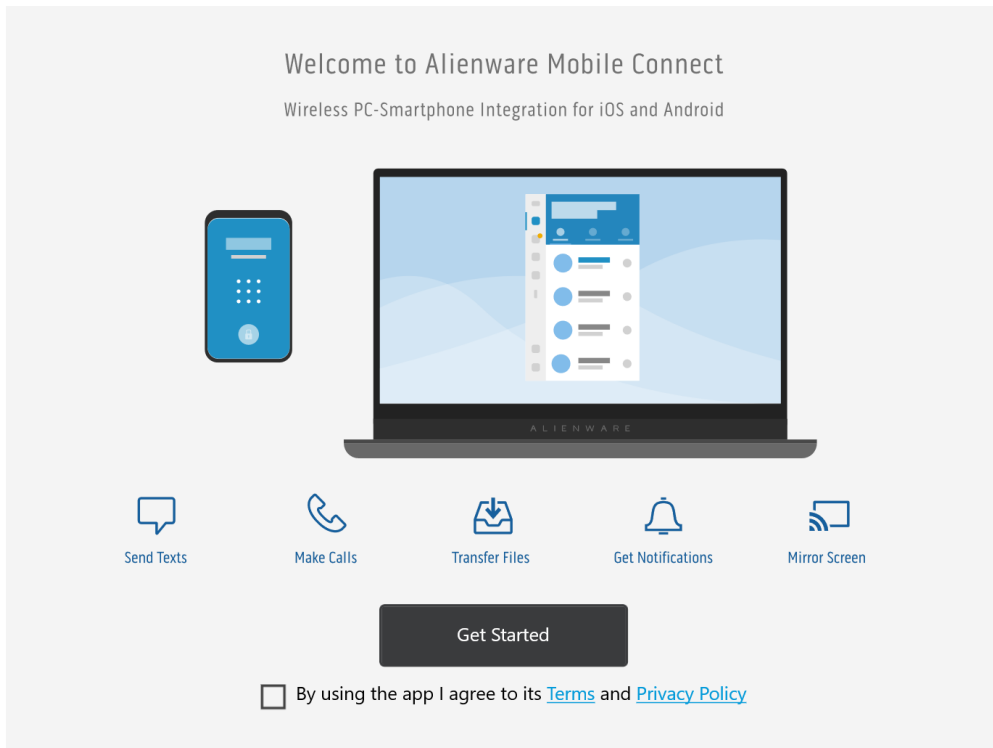 Welcome to Alienware Mobile Connect
Wireless PC-Smartphone Integration for iOS and Android
ALIENWARE
Send Texts
Make Calls
Transfer Files
Get Notifications
Mirror Screen
Get Started
By using the app I agree to its Terms and Privacy Policy